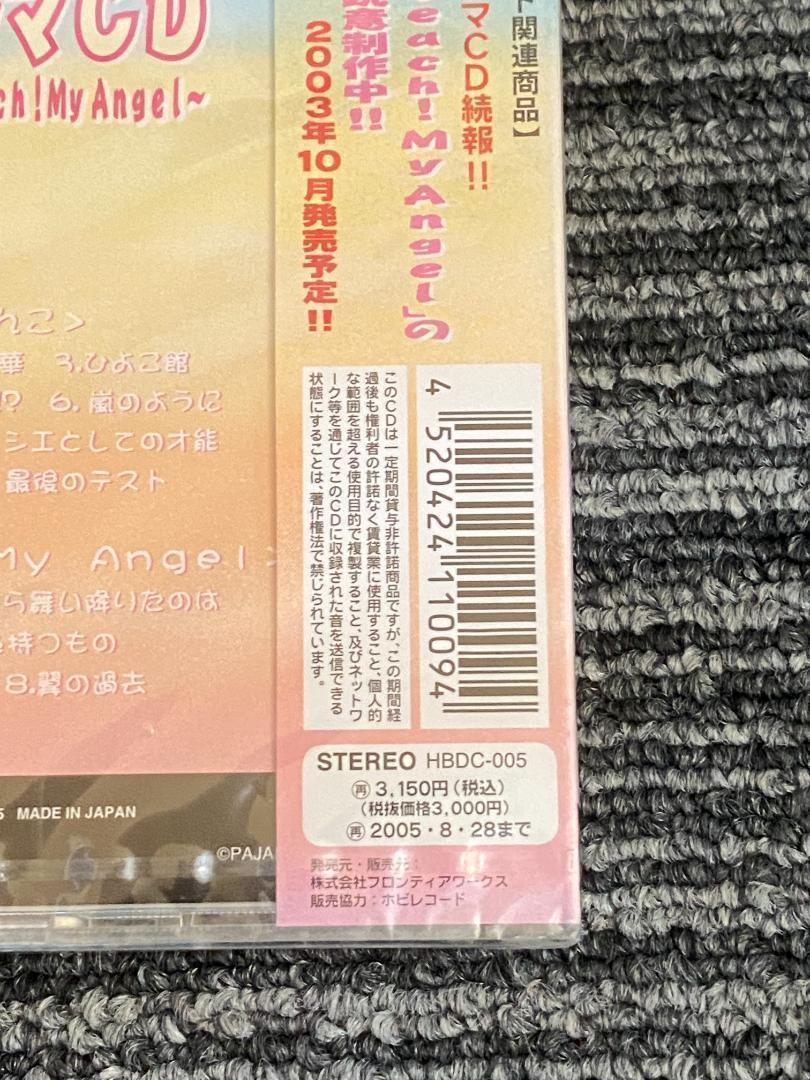 マCD
ch!My Angel~
んこ>
華 3.ひよこ館
!? 6.嵐のように
シエとしての才能
最後のテスト
My Angel>
ら舞い降りたのは
持つもの
8.翼の過去
5 MADE IN JAPAN
©PAJA
関連商品】
マCD続報!!
each! My Angel」の
意制作中!!
2003年10月発売予定!!
4 520424 110094
このCDは一定期間貸与非許諾商品ですが、この期間経
過後も権利者の許諾なく賃貸業に使用すること、個人的
な範囲を超える使用目的で複製すること、及びネットワ
ーク等を通じてこのCDに収録された音を送信できる
状態にすることは、著作権法で禁じられています。
STEREO HBDC-005
再 3,150円(税込)
(税抜価格3,000円)
再 2005・8・28まで
発売元・販売元:
株式会社フロンティアワークス
販売協力:ホビレコード